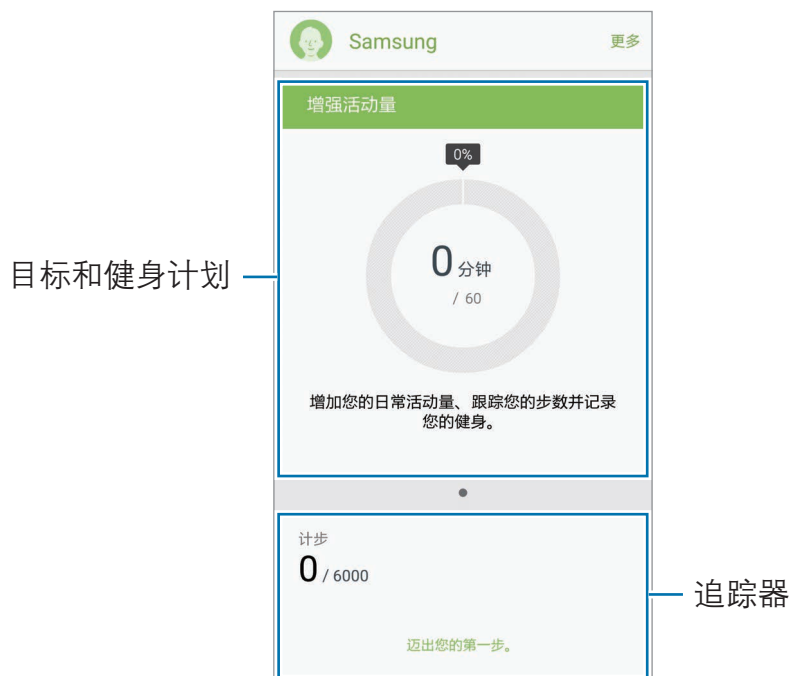 Samsung
更多
增强活动量
0%
目标和健身计划
0 分钟
/ 60
增加您的日常活动量、跟踪您的步数并记录
您的健身。
计步
0 / 6000
追踪器
迈出您的第一步。